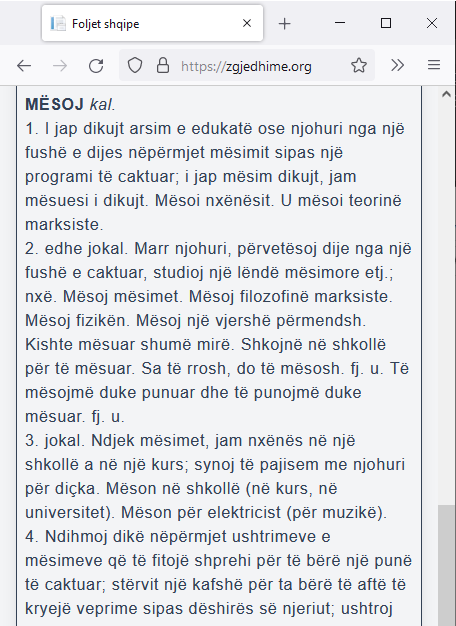 Foljet shqipe
https://zgjedhime.org
MËSOJ kal.
1. I jap dikujt arsim e edukatë ose njohuri nga një
fushë e dijes nëpërmjet mësimit sipas një
programi të caktuar; i jap mësim dikujt, jam
mësuesi i dikujt. Mësoi nxënësit. U mësoi teorinë
marksiste.
2. edhe jokal. Marr njohuri, përvetësoj dije nga një
fushë e caktuar, studioj një lëndë mësimore etj.;
nxë. Mësoj mësimet. Mësoj filozofinë marksiste.
Mësoj fizikën. Mësoj një vjershë përmendsh.
Kishte mësuar shumë mirë. Shkojnë në shkollë
për të mësuar. Sa të rrosh, do të mësosh. fj. u. Të
mësojmë duke punuar dhe të punojmë duke
mësuar. fj. u.
3. jokal. Ndjek mësimet, jam nxënës në një
shkollë a në një kurs; synoj të pajisem me njohuri
për diçka. Mëson në shkollë (në kurs, në
universitet). Mëson për elektricist (për muzikë).
4. Ndihmoj dikë nëpërmjet ushtrimeve e
mësimeve që të fitojë shprehi për të bërë një punë
të caktuar; stërvit një kafshë për ta bërë të aftë të
kryejë veprime sipas dëshirës së njeriut; ushtroj